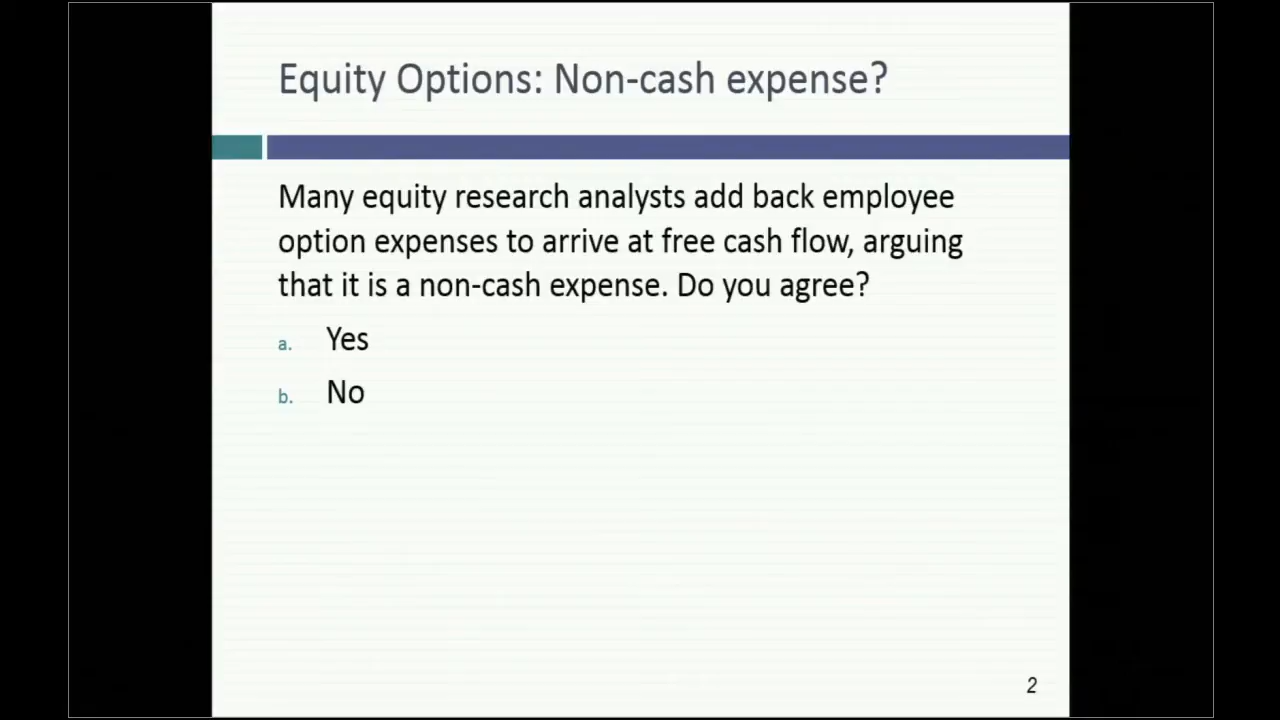 Equity Options: Non-cash expense?
Many equity research analysts add back employee
option expenses to arrive at free cash flow, arguing
that it is a non-cash expense. Do you agree?
a. Yes
b. No
2